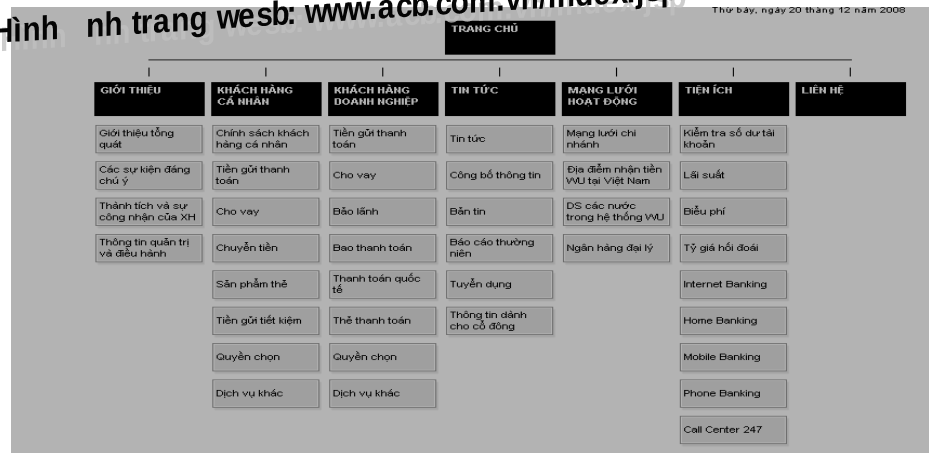 Hình nh trang wesb: www.acb.com.vn/index.jsp
Thứ bảy, ngày 20 tháng 12 năm 2008
TRANG CHỦ
GIỚI THIỆU
Giới thiệu tổng
quát
Các sự kiện đáng
chú ý
Thành tích và sự
công nhận của XH
Thông tin quản trị
và điều hành
KHÁCH HÀNG
CÁ NHÂN
Chính sách khách
hàng cá nhân
Tiền gửi thanh
toán
Cho vay
Chuyển tiền
Sản phẩm thẻ
Tiền gửi tiết kiệm
Quyền chọn
Dịch vụ khác
KHÁCH HÀNG
DOANH NGHIỆP
Tiền gửi thanh
toán
Cho vay
Bảo lãnh
Bao thanh toán
Thanh toán quốc
tế
Thẻ thanh toán
Quyền chọn
Dịch vụ khác
TIN TỨC
Tin tức
Công bố thông tin
Bản tin
Báo cáo thường
niên
Tuyển dụng
Thông tin dành
cho cổ đông
MẠNG LƯỚI
HOẠT ĐỘNG
Mạng lưới chi
nhánh
Địa điểm nhận tiền
WU tại Việt Nam
DS các nước
trong hệ thống WU
Ngân hàng đại lý
TIỆN ÍCH
Kiểm tra số dư tài
khoản
Lãi suất
Biểu phí
Tỷ giá hối đoái
Internet Banking
Home Banking
Mobile Banking
Phone Banking
Call Center 247
LIÊN HỆ